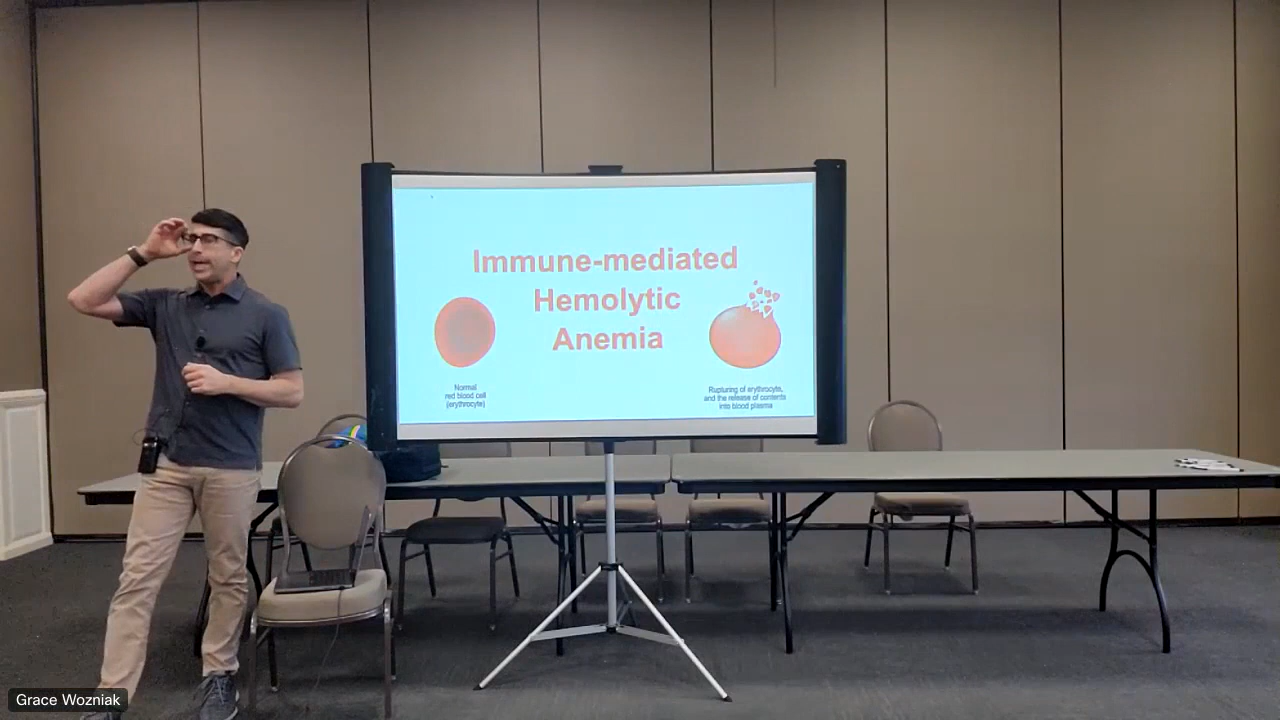 Immune-mediated
Hemolytic
Anemia
Normal
red blood cell
(erythrocyte)
Rupturing of erythrocyte,
and the release of contents
into blood plasma
Grace Wozniak